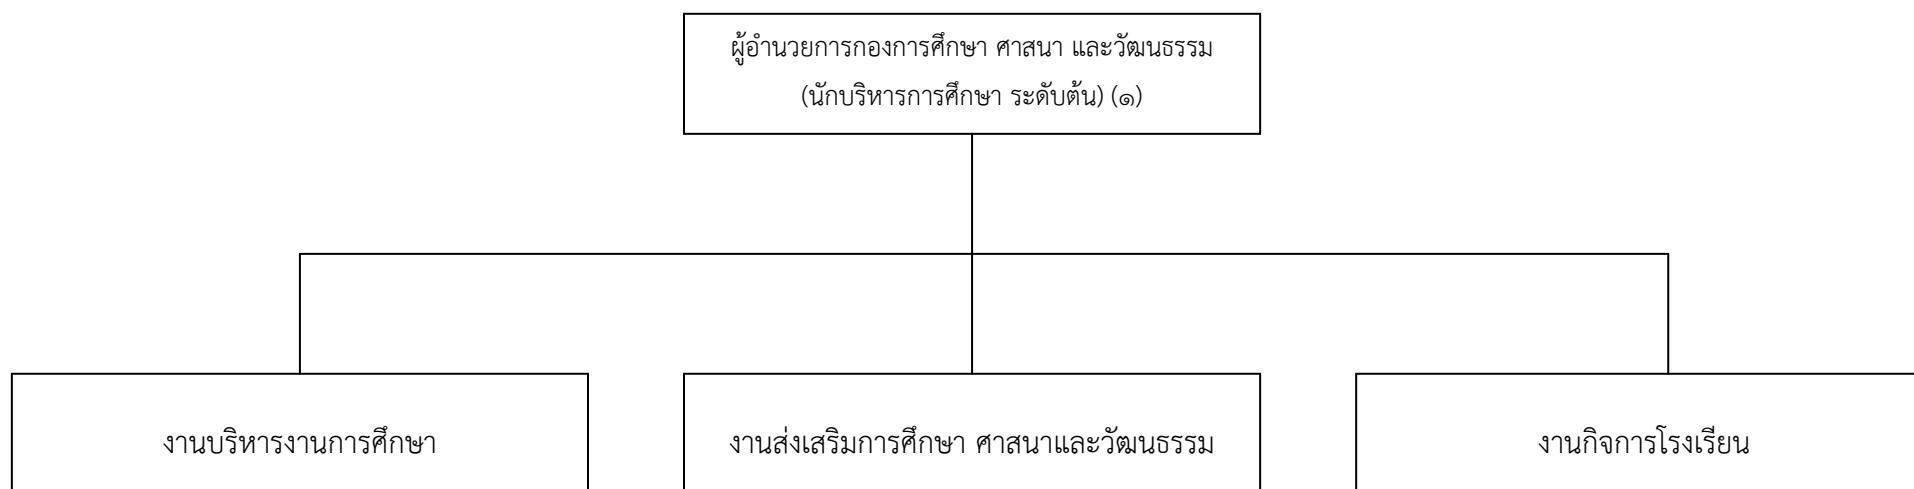 ผู้อำนวยการกองการศึกษา ศาสนา และวัฒนธรรม
(นักบริหารการศึกษา ระดับต้น) (๑)
งานบริหารงานการศึกษา
งานส่งเสริมการศึกษา ศาสนาและวัฒนธรรม
งานกิจการโรงเรียน